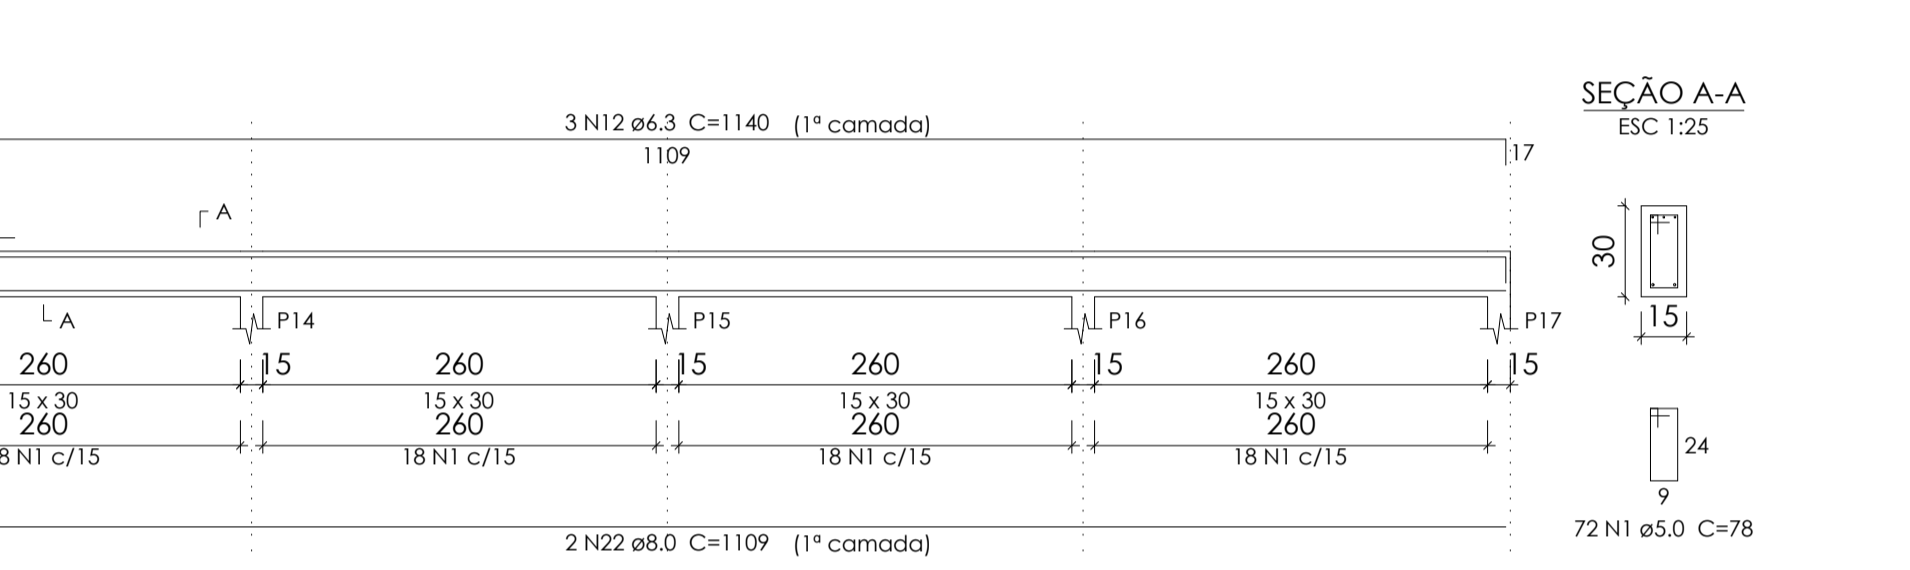 SEÇÃO A-A
ESC 1:25
3 N12 ø6.3 C=1140 (1ª camada)
1109
17
A
30
15
A
P14
P15
P16
P17
260
15
260
15
260
15
260
15
15 x 30
15 x 30
15 x 30
15 x 30
260
260
260
260
8 N1 c/15
18 N1 c/15
18 N1 c/15
18 N1 c/15
24
9
72 N1 ø5.0 C=78
2 N22 ø8.0 C=1109 (1ª camada)